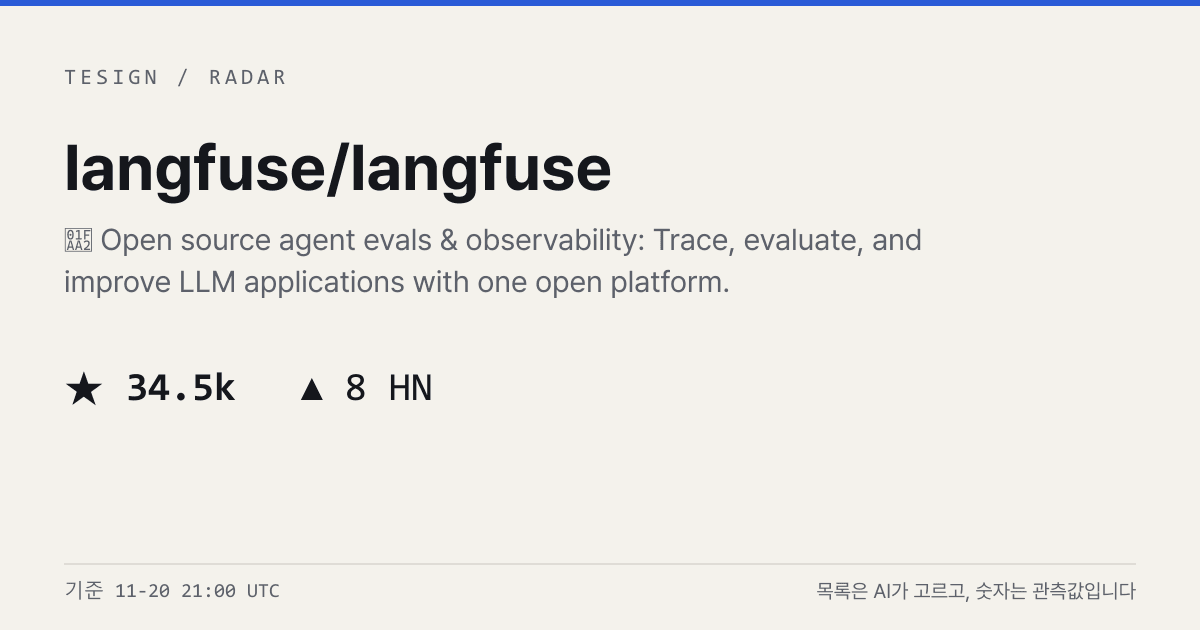 TESIGN / RADAR
langfuse/langfuse
🪢 Open source agent evals & observability: Trace, evaluate, and
improve LLM applications with one open platform.
★ 34.5k ▲ 8 HN
기준 11-20 21:00 UTC
목록은 AI가 고르고, 숫자는 관측값입니다